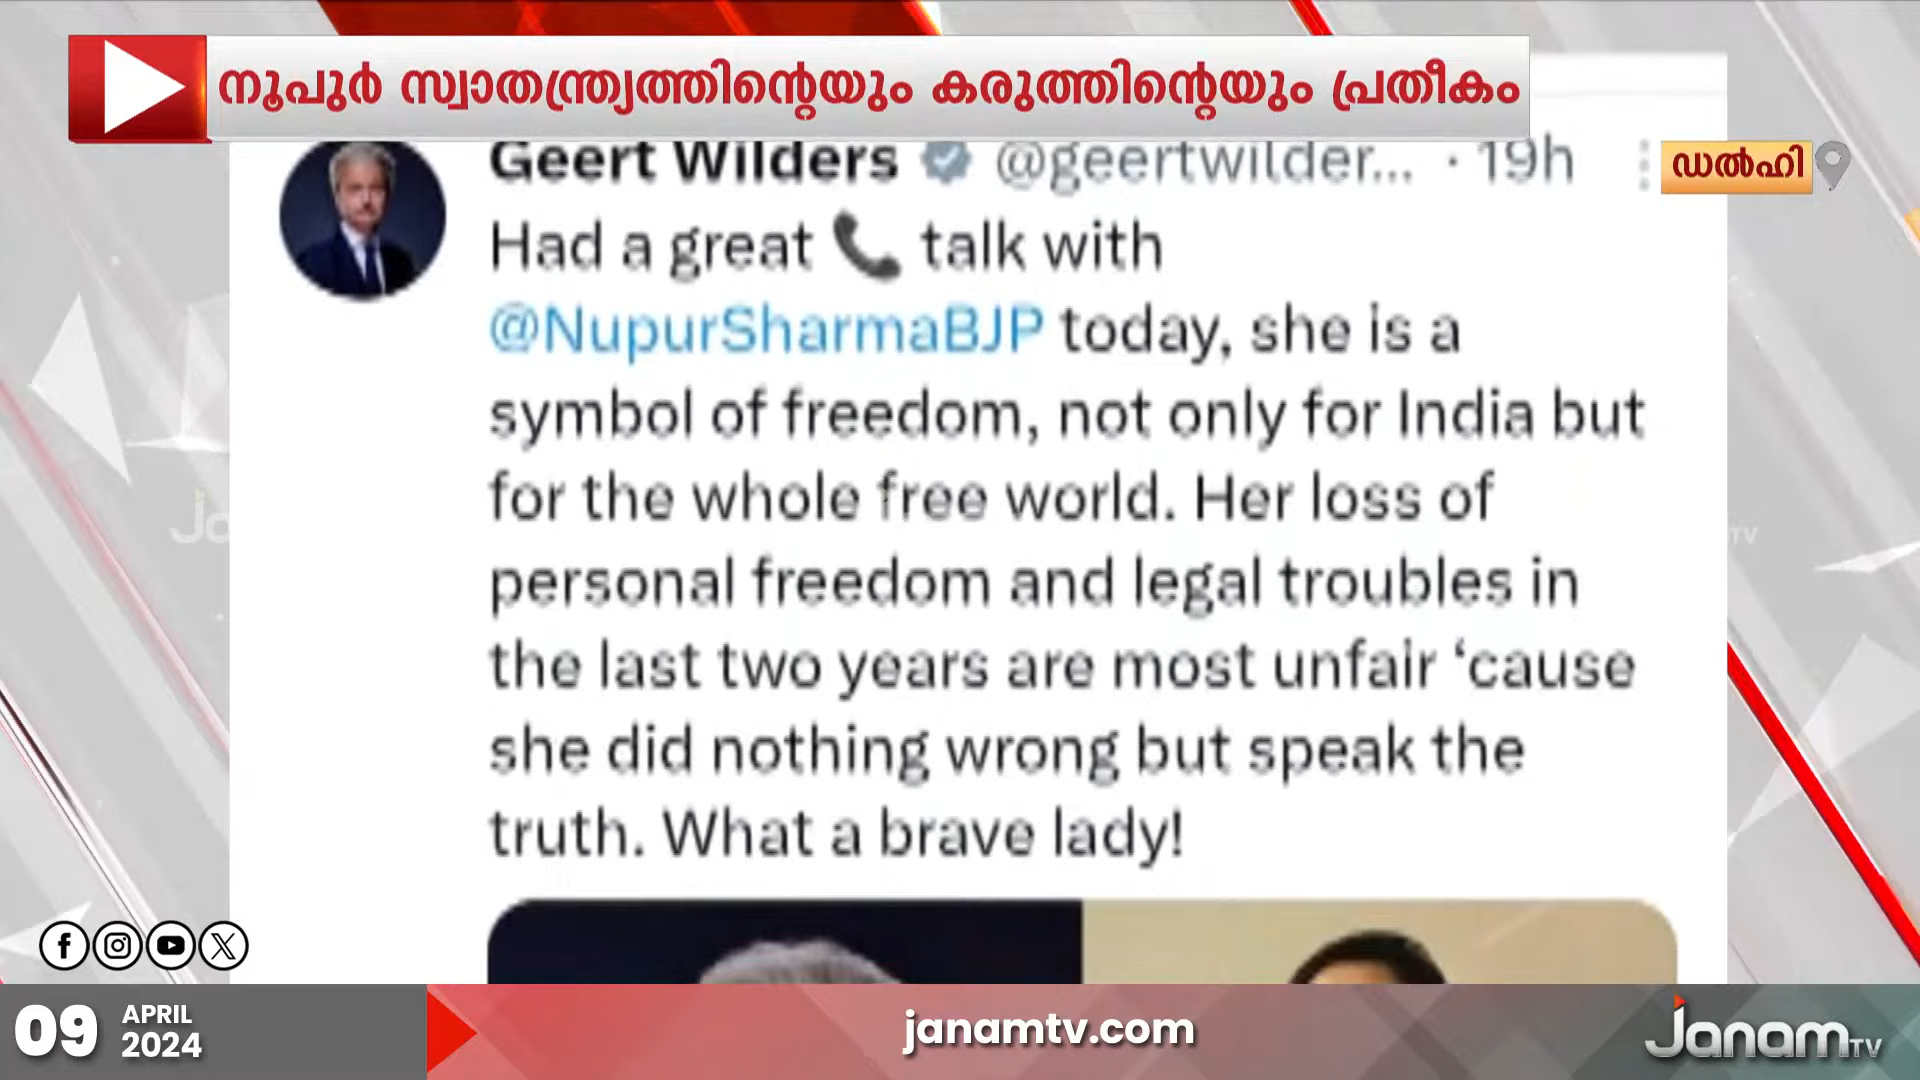 നൂപുർ സ്വാതന്ത്ര്യത്തിന്റെയും കരുത്തിന്റെയും പ്രതീകം
Geert Wilders @geertwilder... · 19h
ഡൽഹി
Had a great talk with
@NupurSharmaBJP today, she is a
symbol of freedom, not only for India but
for the whole free world. Her loss of
personal freedom and legal troubles in
the last two years are most unfair ‘cause
she did nothing wrong but speak the
truth. What a brave lady!
09 APRIL
2024
janamtv.com
Janam TV